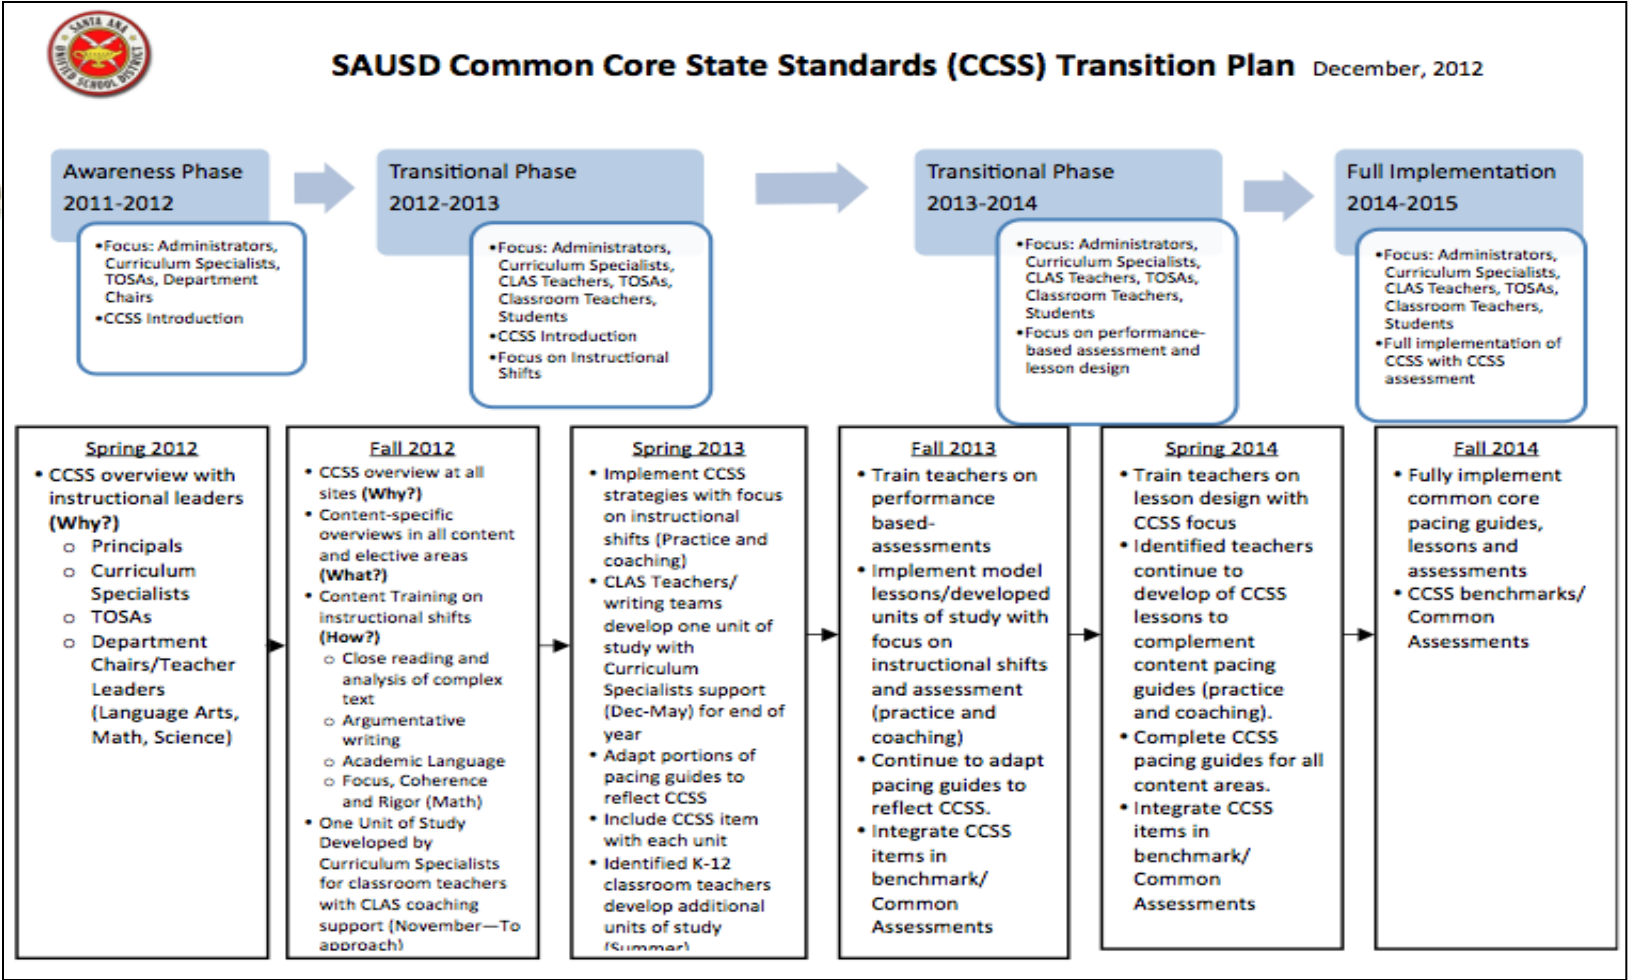 SANTA ANA
UNIFIED SCHOOL DISTRICT
SAUSD Common Core State Standards (CCSS) Transition Plan December, 2012
Awareness Phase
2011-2012
•Focus: Administrators,
Curriculum Specialists,
TOSAs, Department
Chairs
•CCSS Introduction
Transitional Phase
2012-2013
•Focus: Administrators,
Curriculum Specialists,
CLAS Teachers, TOSAs,
Classroom Teachers,
Students
•CCSS Introduction
•Focus on Instructional
Shifts
Transitional Phase
2013-2014
•Focus: Administrators,
Curriculum Specialists,
CLAS Teachers, TOSAs,
Classroom Teachers,
Students
•Focus on performance-
based assessment and
lesson design
Full Implementation
2014-2015
•Focus: Administrators,
Curriculum Specialists,
CLAS Teachers, TOSAs,
Classroom Teachers,
Students
•Full implementation of
CCSS with CCSS
assessment
Spring 2012
• CCSS overview with
instructional leaders
(Why?)
o Principals
o Curriculum
Specialists
o TOSAs
o Department
Chairs/Teacher
Leaders
(Language Arts,
Math, Science)
Fall 2012
• CCSS overview at all
sites (Why?)
• Content-specific
overviews in all content
and elective areas
(What?)
• Content Training on
instructional shifts
(How?)
o Close reading and
analysis of complex
text
o Argumentative
writing
o Academic Language
o Focus, Coherence
and Rigor (Math)
• One Unit of Study
Developed by
Curriculum Specialists
for classroom teachers
with CLAS coaching
support (November—To
approach)
Spring 2013
• Implement CCSS
strategies with focus
on instructional
shifts (Practice and
coaching)
• CLAS Teachers/
writing teams
develop one unit of
study with
Curriculum
Specialists support
(Dec-May) for end of
year
• Adapt portions of
pacing guides to
reflect CCSS
• Include CCSS item
with each unit
• Identified K-12
classroom teachers
develop additional
units of study
(Summer)
Fall 2013
• Train teachers on
performance
based-
assessments
• Implement model
lessons/developed
units of study with
focus on
instructional shifts
and assessment
(practice and
coaching)
• Continue to adapt
pacing guides to
reflect CCSS.
• Integrate CCSS
items in
benchmark/
Common
Assessments
Spring 2014
• Train teachers on
lesson design with
CCSS focus
• Identified teachers
continue to
develop of CCSS
lessons to
complement
content pacing
guides (practice
and coaching).
• Complete CCSS
pacing guides for all
content areas.
• Integrate CCSS
items in
benchmark/
Common
Assessments
Fall 2014
• Fully implement
common core
pacing guides,
lessons and
assessments
• CCSS benchmarks/
Common
Assessments